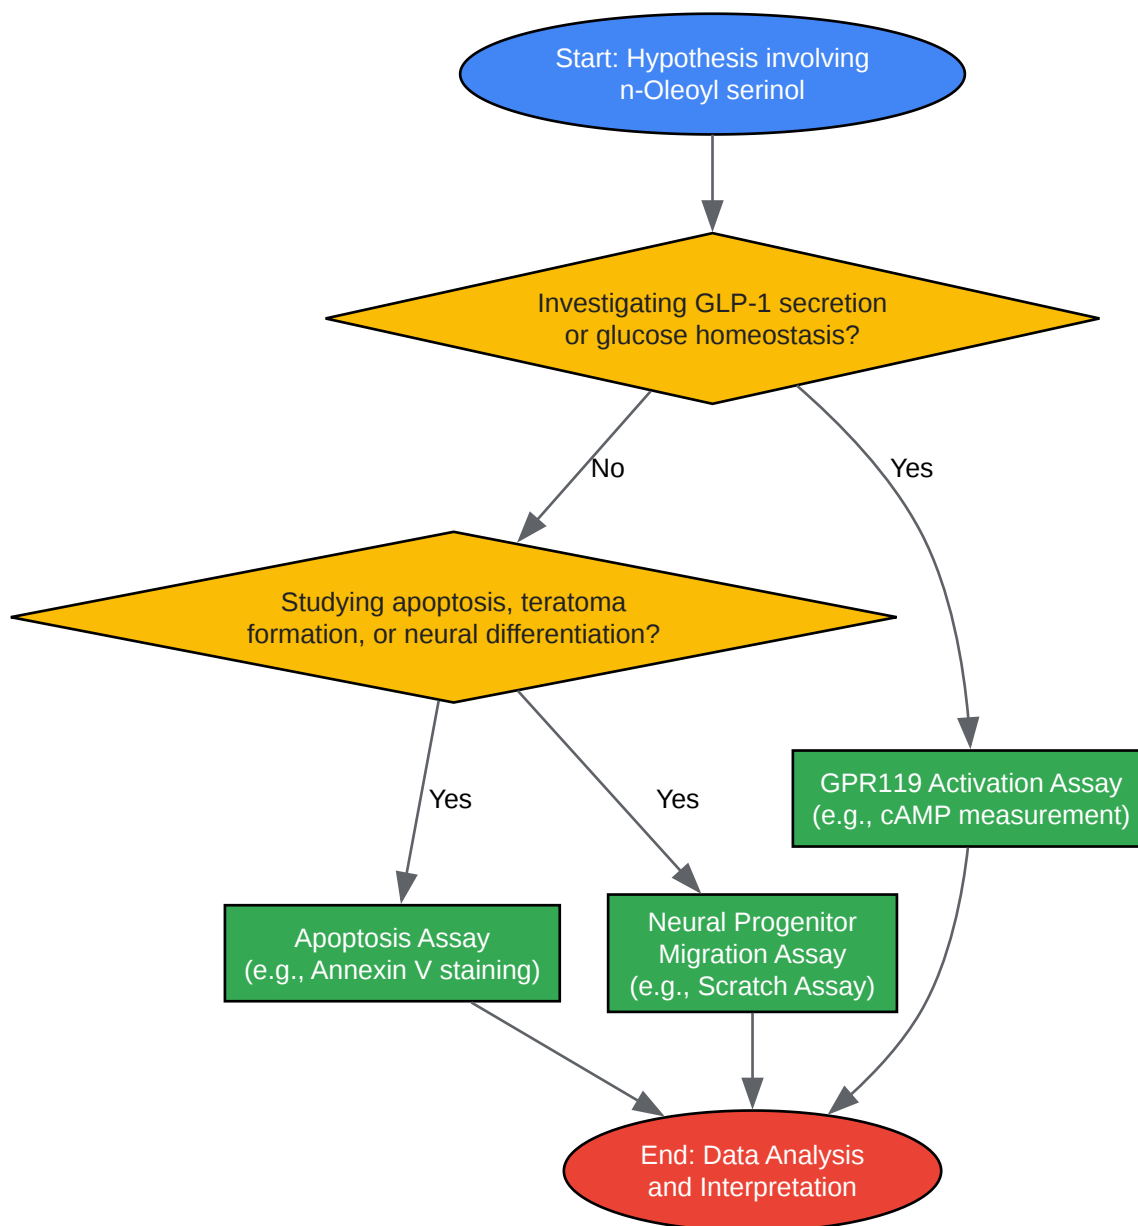 Start: Hypothesis involving
n-Oleoyl serinol
Investigating GLP-1 secretion
or glucose homeostasis?
No
Yes
Studying apoptosis, teratoma
formation, or neural differentiation?
Yes
Yes
GPR119 Activation Assay
(e.g., cAMP measurement)
Apoptosis Assay
(e.g., Annexin V staining)
Neural Progenitor
Migration Assay
(e.g., Scratch Assay)
End: Data Analysis
and Interpretation